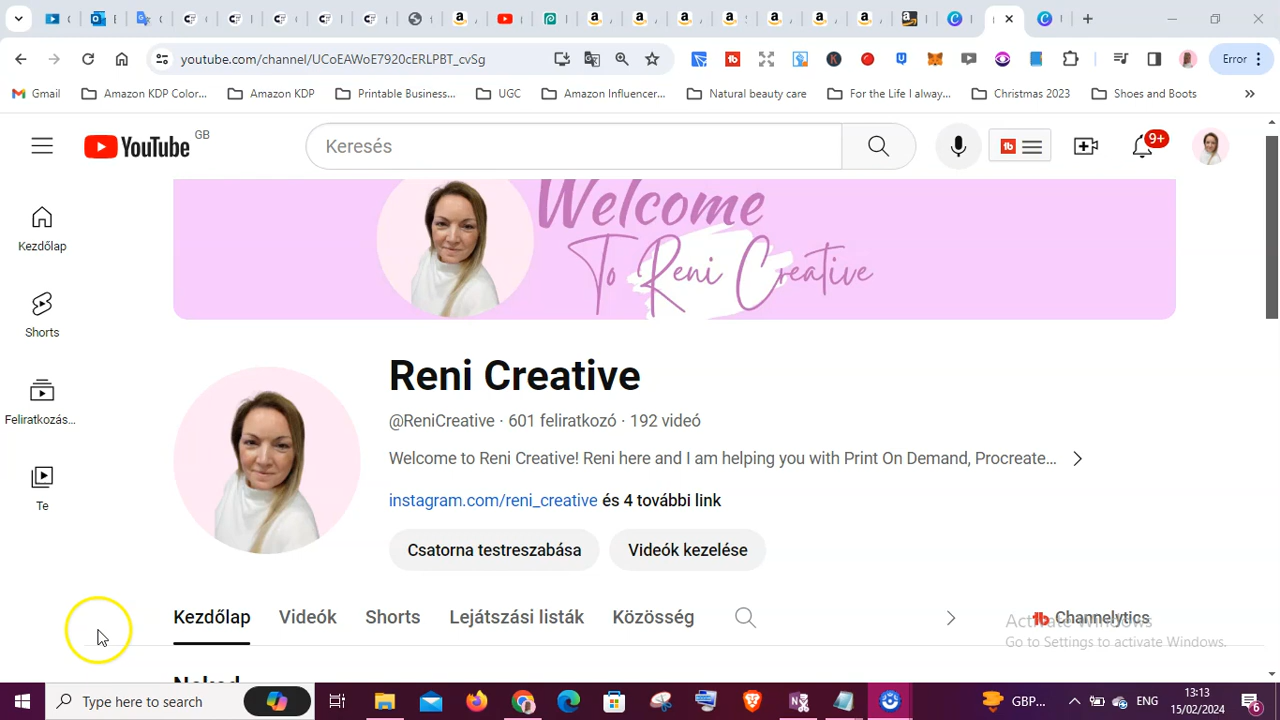 Error
youtube.com/channel/UCoEAWoE7920cERLPBT_cvSg
Gmail
Amazon KDP Color...
Amazon KDP
Printable Business...
UGC
Amazon Influencer...
Natural beauty care
For the Life I alway...
Christmas 2023
Shoes and Boots
YouTube GB
Keresés
9+
Welcome
To Reni Creative
Kezdőlap
Shorts
Feliratkozás...
Te
Reni Creative
@ReniCreative · 601 feliratkozó · 192 videó
Welcome to Reni Creative! Reni here and I am helping you with Print On Demand, Procreate...
instagram.com/reni_creative és 4 további link
Csatorna testreszabása
Videók kezelése
Kezdőlap
Videók
Shorts
Lejátszási listák
Közösség
Channelytics
Activate Windows
Go to Settings to activate Windows.
Type here to search
GBP...
ENG
13:13
15/02/2024
6